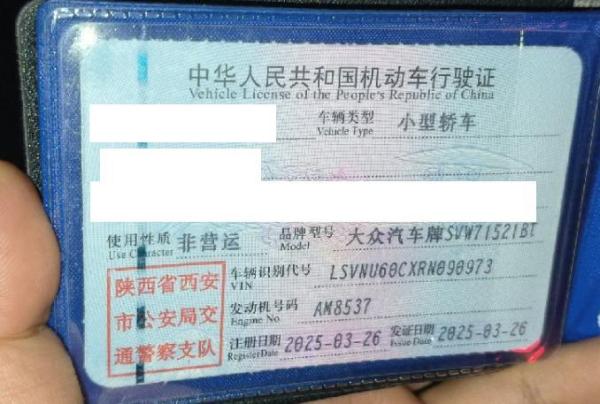 中华人民共和国机动车行驶证
Vehicle License of the People's Republic of China
车辆类型 小型轿车
Vehicle Type
使用性质 非营运 品牌型号 大众汽车牌SVW71521BT
Use Character Model
车辆识别代号 LSVNU60CXRN090973
VIN
发动机号码 AM8537
Engine No
注册日期 2025-03-26 发证日期 2025-03-26
Register Date Issue Date
陕西省西安
市公安局交
通警察支队